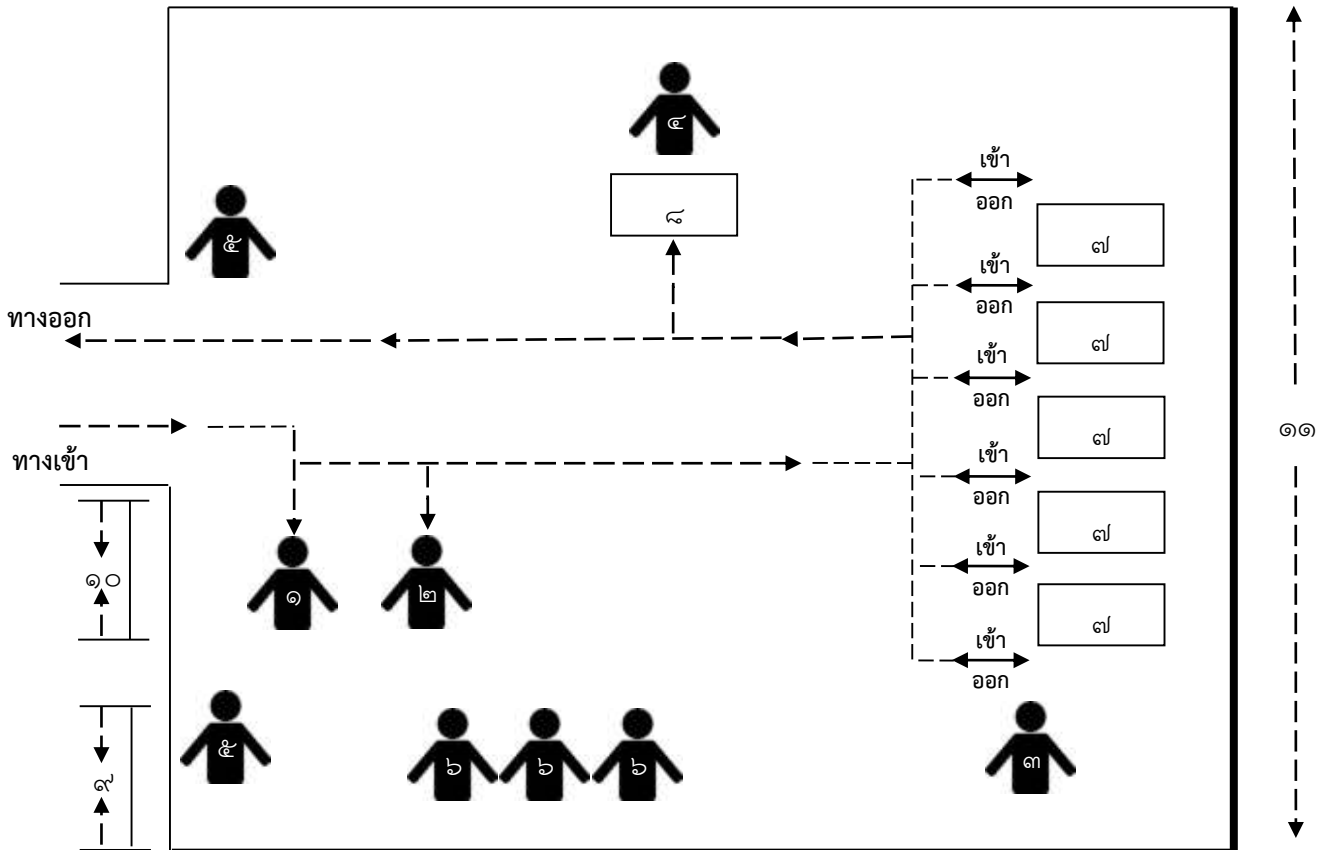 ๔
เข้า
ออก
๘
๕
๗
เข้า
ออก
ทางออก
๗
เข้า
ออก
๗
๑๑
ทางเข้า
เข้า
ออก
๗
๑๐
๑
๒
เข้า
ออก
๗
เข้า
ออก
๕
๖
๖
๖
๓
๙